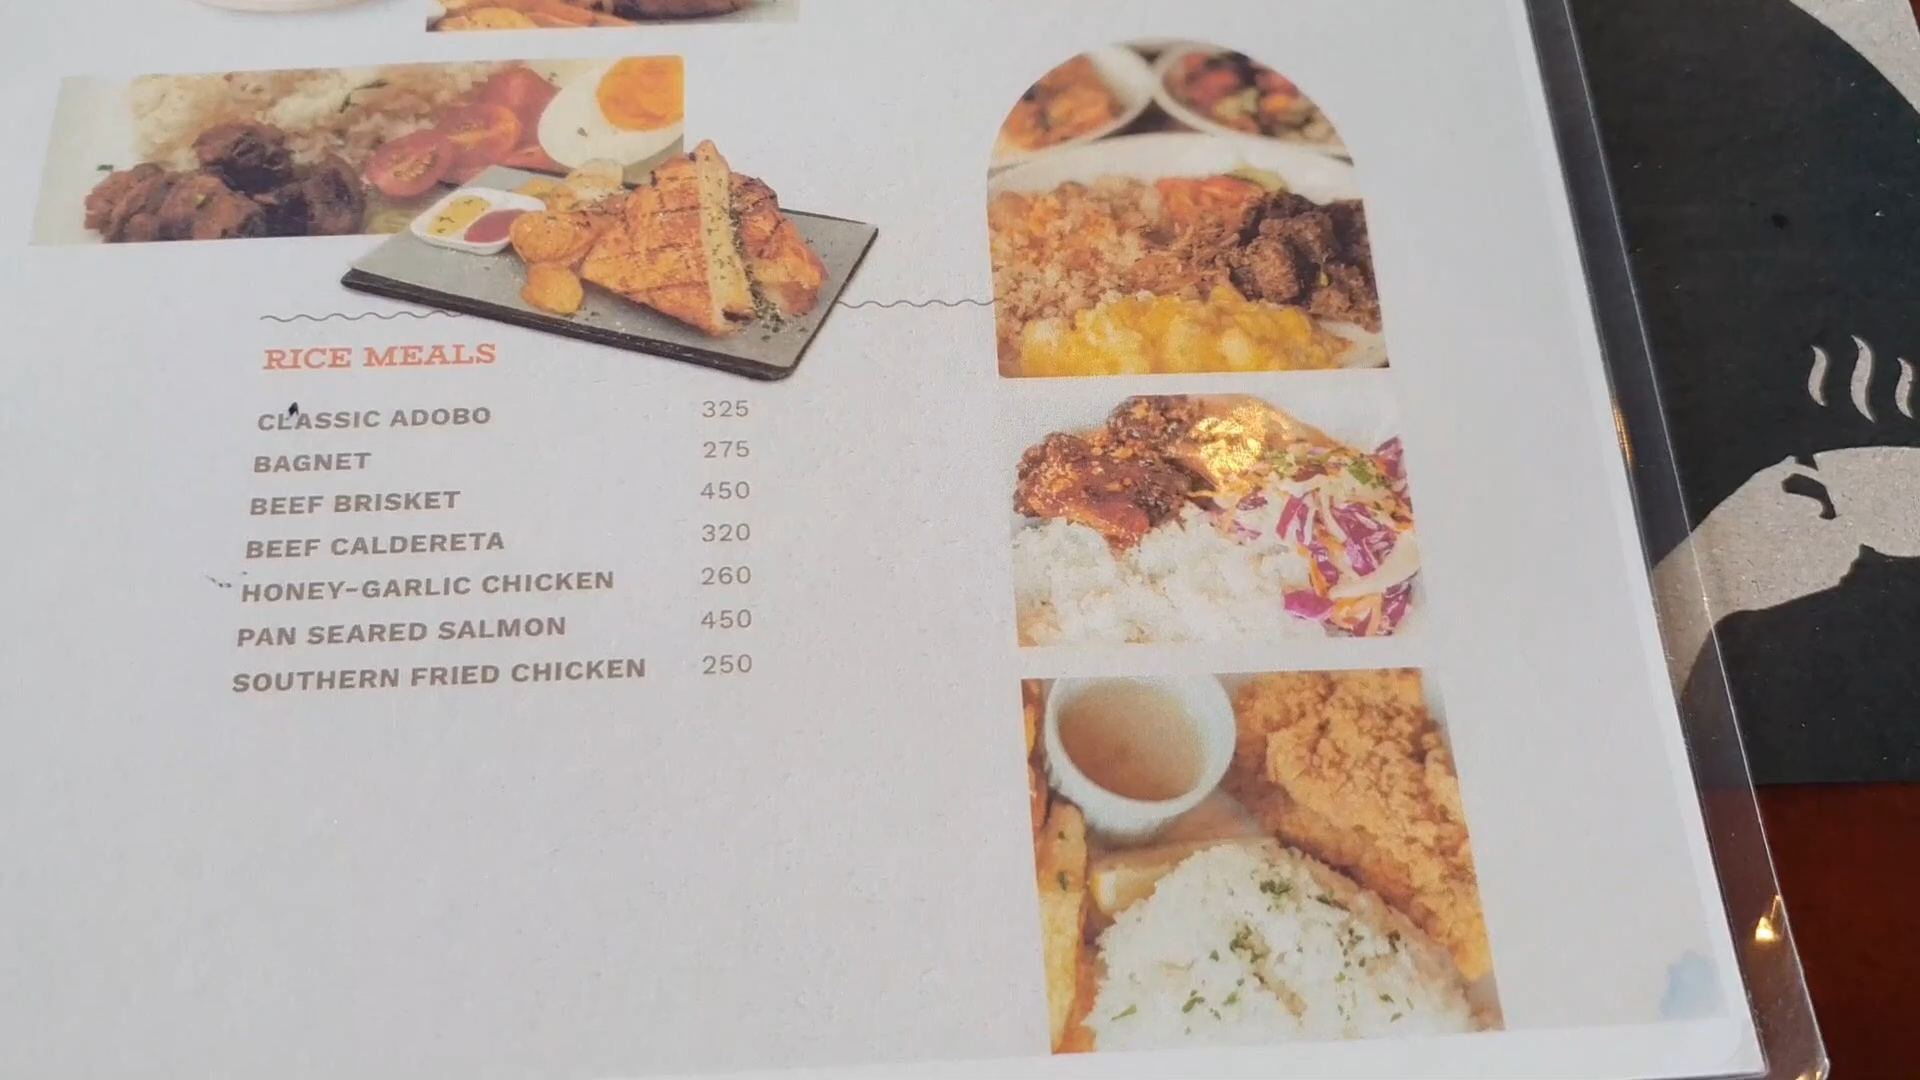 RICE MEALS
CLASSIC ADOBO 325
BAGNET 275
BEEF BRISKET 450
BEEF CALDERETA 320
HONEY-GARLIC CHICKEN 260
PAN SEARED SALMON 450
SOUTHERN FRIED CHICKEN 250